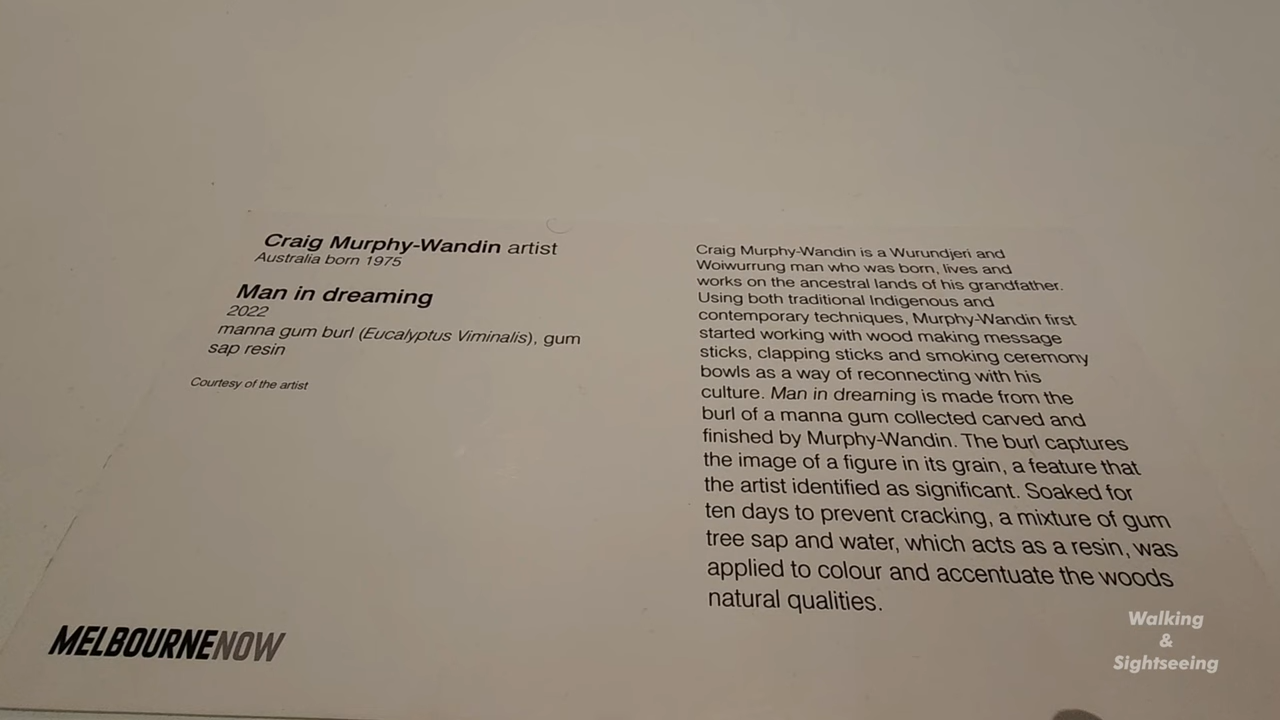 Craig Murphy-Wandin artist
Australia born 1975
Man in dreaming
2022
manna gum burl (Eucalyptus Viminalis), gum
sap resin
Courtesy of the artist
Craig Murphy-Wandin is a Wurundjeri and
Woiwurrung man who was born, lives and
works on the ancestral lands of his grandfather.
Using both traditional Indigenous and
contemporary techniques, Murphy-Wandin first
started working with wood making message
sticks, clapping sticks and smoking ceremony
bowls as a way of reconnecting with his
culture. Man in dreaming is made from the
burl of a manna gum collected carved and
finished by Murphy-Wandin. The burl captures
the image of a figure in its grain, a feature that
the artist identified as significant. Soaked for
ten days to prevent cracking, a mixture of gum
tree sap and water, which acts as a resin, was
applied to colour and accentuate the woods
natural qualities.
MELBOURNENOW
Walking
&
Sightseeing